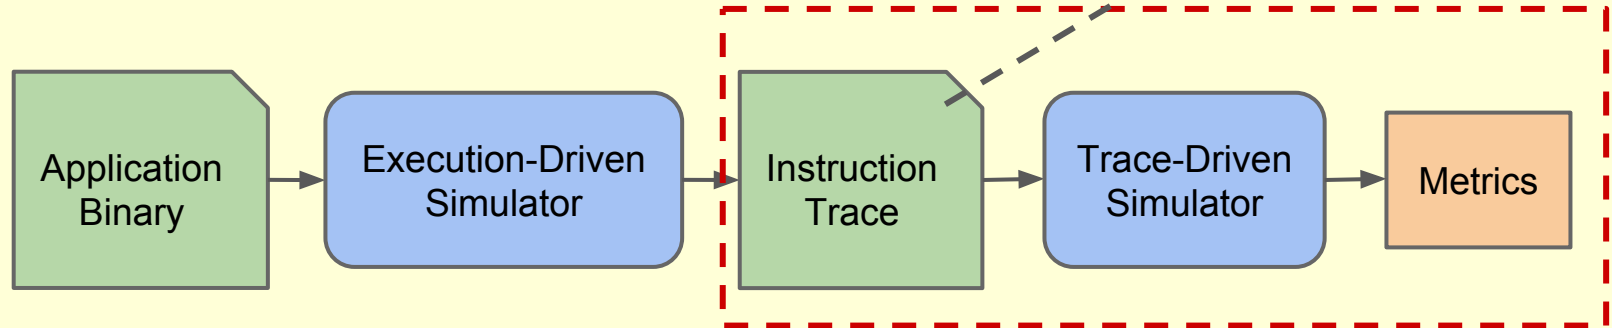 Application
Binary
Execution-Driven
Simulator
Instruction
Trace
Trace-Driven
Simulator
Metrics